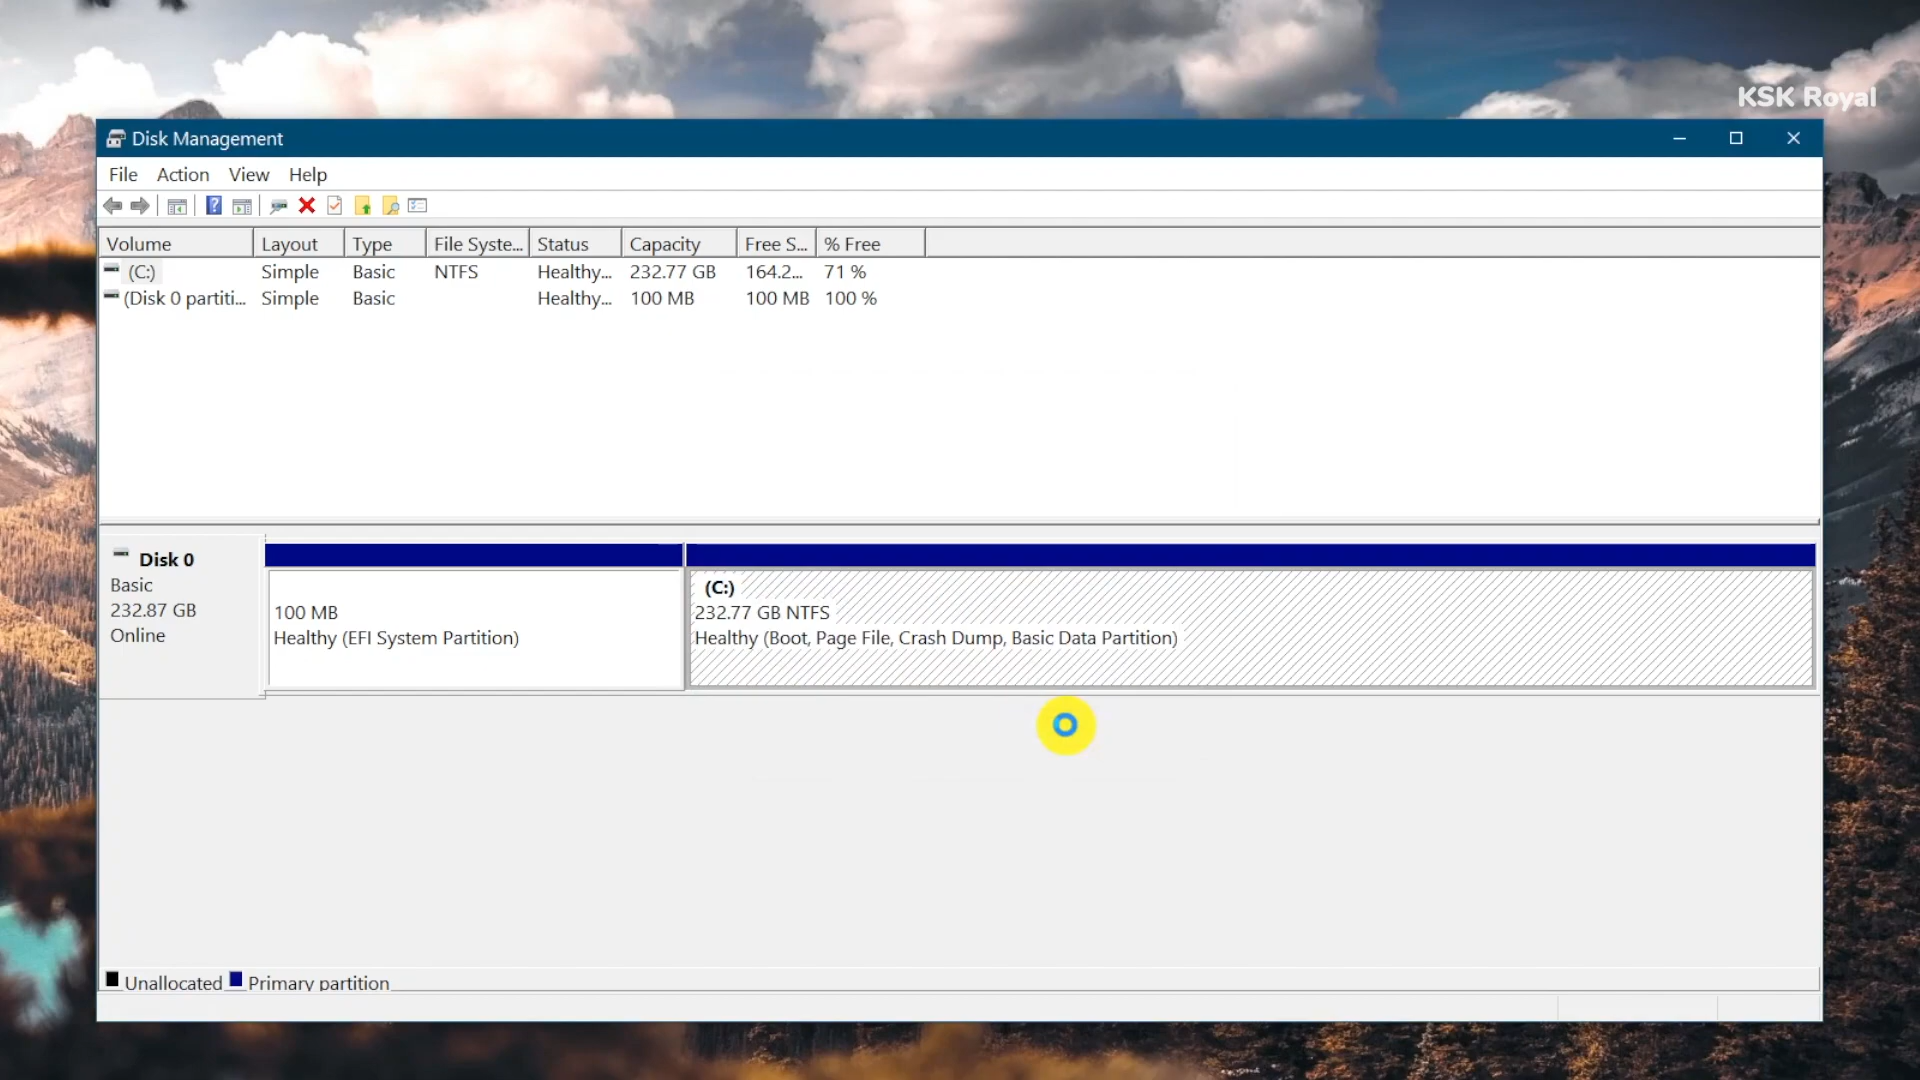 KSK Royal
Disk Management
File Action View Help
Volume Layout Type File Syste... Status Capacity Free S... % Free
(C:) Simple Basic NTFS Healthy... 232.77 GB 164.2... 71 %
(Disk 0 partiti... Simple Basic Healthy... 100 MB 100 MB 100 %
Disk 0
Basic
232.87 GB
Online
100 MB
Healthy (EFI System Partition)
(C:)
232.77 GB NTFS
Healthy (Boot, Page File, Crash Dump, Basic Data Partition)
Unallocated Primary partition